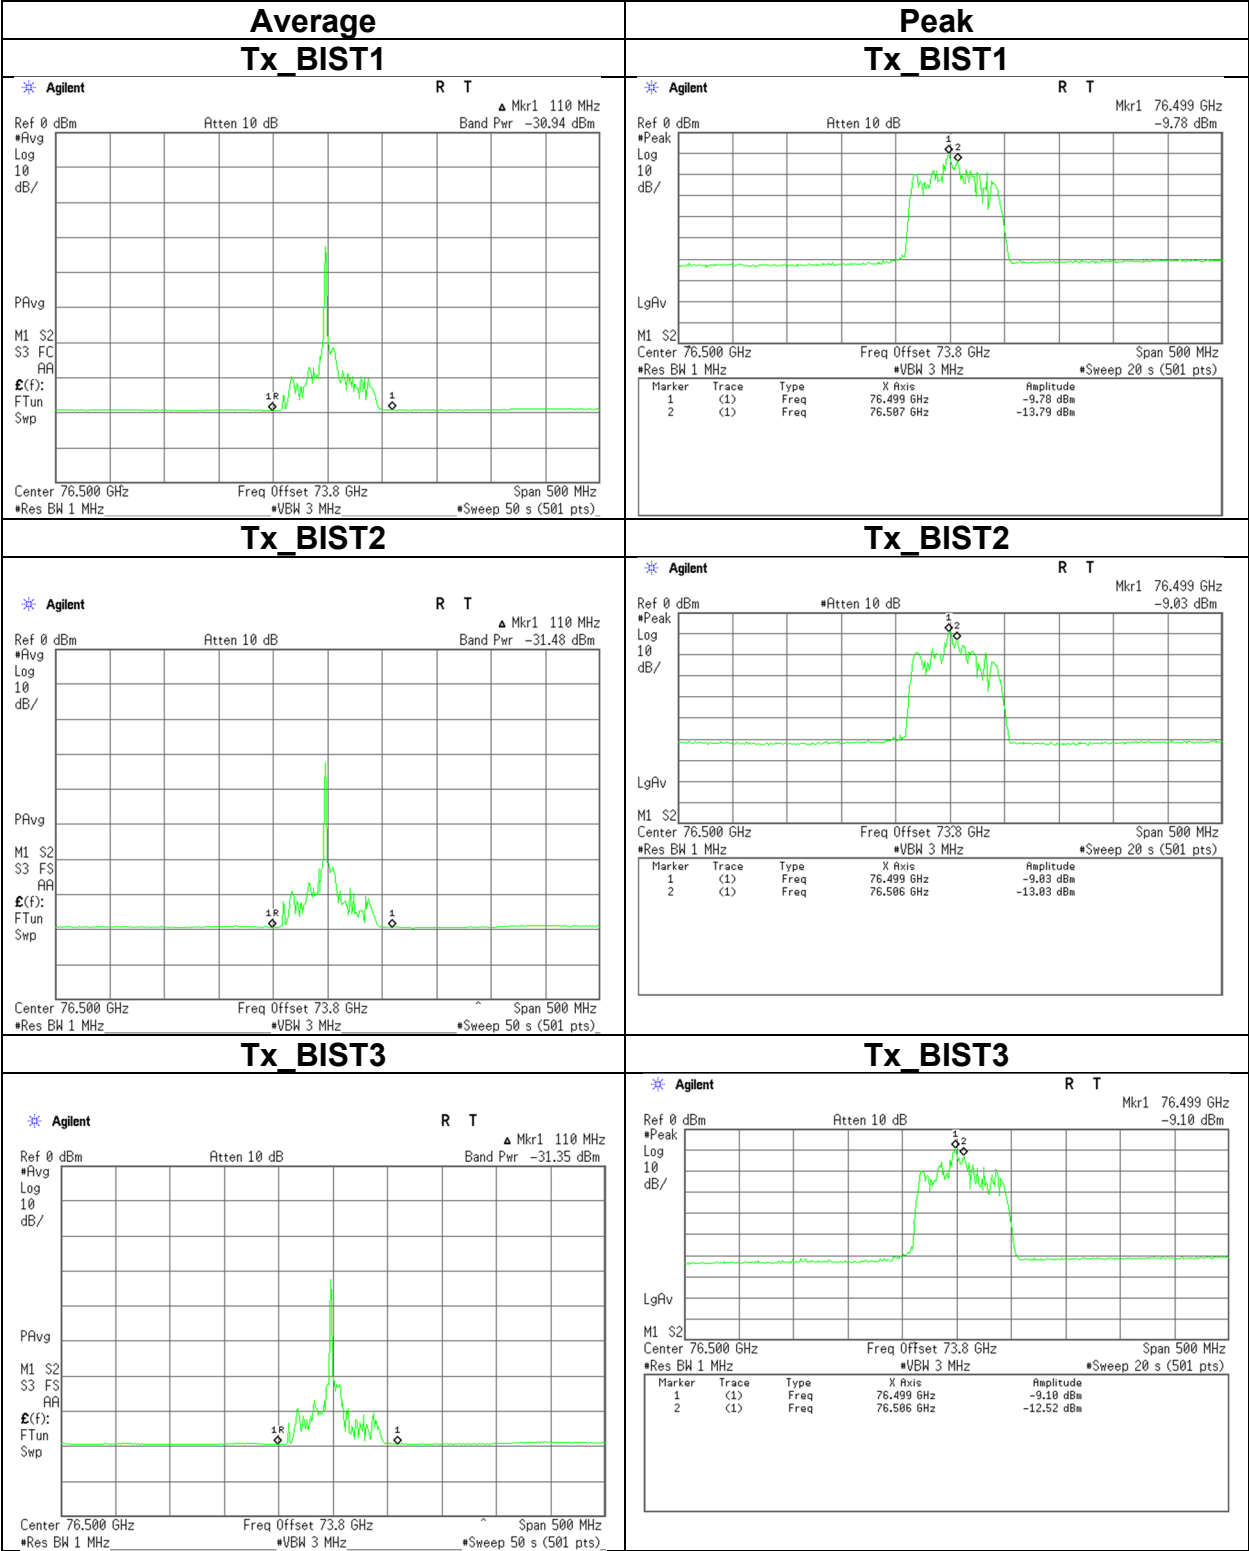 Average
Peak
Tx_BIST1
Tx_BIST1
Agilent R T
Δ Mkr1 110 MHz
Ref 0 dBm Atten 10 dB Band Pwr -30.94 dBm
#Avg
Log
10
dB/
PAvg
M1 S2
S3 FC
AA
£(f):
FTun
Swp
1R
1
Center 76.500 GHz Freq Offset 73.8 GHz Span 500 MHz
#Res BW 1 MHz #VBW 3 MHz #Sweep 50 s (501 pts)
Agilent R T
Mkr1 76.499 GHz
Ref 0 dBm Atten 10 dB -9.78 dBm
#Peak
Log
10
dB/
1
2
LgAv
M1 S2
Center 76.500 GHz Freq Offset 73.8 GHz Span 500 MHz
#Res BW 1 MHz #VBW 3 MHz #Sweep 20 s (501 pts)
Marker Trace Type X Axis Amplitude
1 (1) Freq 76.499 GHz -9.78 dBm
2 (1) Freq 76.507 GHz -13.79 dBm
Tx_BIST2
Tx_BIST2
Agilent R T
Δ Mkr1 110 MHz
Ref 0 dBm Atten 10 dB Band Pwr -31.48 dBm
#Avg
Log
10
dB/
PAvg
M1 S2
S3 FS
AA
£(f):
FTun
Swp
1R
1
Center 76.500 GHz Freq Offset 73.8 GHz ^ Span 500 MHz
#Res BW 1 MHz #VBW 3 MHz #Sweep 50 s (501 pts)
Agilent R T
Mkr1 76.499 GHz
Ref 0 dBm #Atten 10 dB -9.03 dBm
#Peak
Log
10
dB/
1
2
LgAv
M1 S2
Center 76.500 GHz Freq Offset 73.8 GHz Span 500 MHz
#Res BW 1 MHz #VBW 3 MHz #Sweep 20 s (501 pts)
Marker Trace Type X Axis Amplitude
1 (1) Freq 76.499 GHz -9.03 dBm
2 (1) Freq 76.506 GHz -13.03 dBm
Tx_BIST3
Tx_BIST3
Agilent R T
Δ Mkr1 110 MHz
Ref 0 dBm Atten 10 dB Band Pwr -31.35 dBm
#Avg
Log
10
dB/
PAvg
M1 S2
S3 FS
AA
£(f):
FTun
Swp
1R
1
Center 76.500 GHz Freq Offset 73.8 GHz ^ Span 500 MHz
#Res BW 1 MHz #VBW 3 MHz #Sweep 50 s (501 pts)
Agilent R T
Mkr1 76.499 GHz
Ref 0 dBm Atten 10 dB -9.10 dBm
#Peak
Log
10
dB/
1
2
LgAv
M1 S2
Center 76.500 GHz Freq Offset 73.8 GHz Span 500 MHz
#Res BW 1 MHz #VBW 3 MHz #Sweep 20 s (501 pts)
Marker Trace Type X Axis Amplitude
1 (1) Freq 76.499 GHz -9.10 dBm
2 (1) Freq 76.506 GHz -12.52 dBm